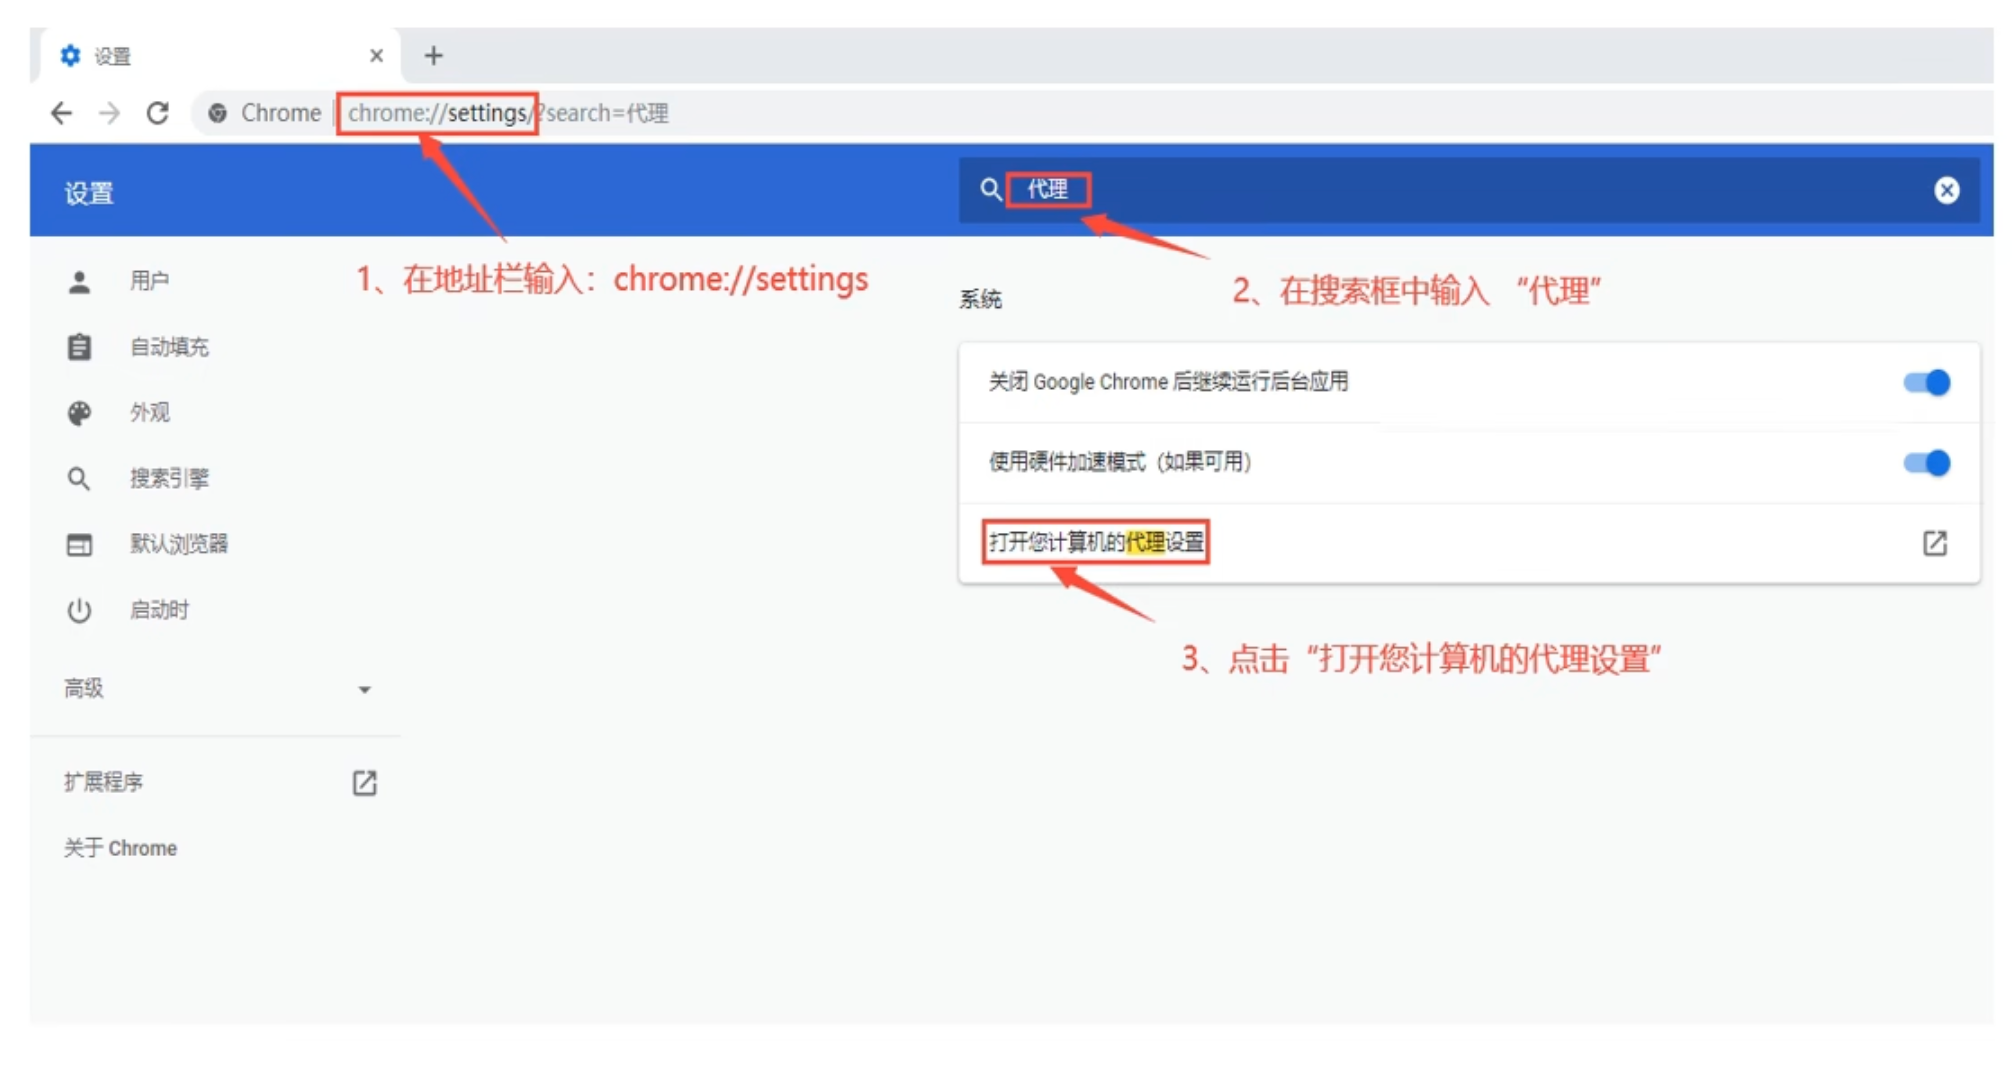 设置
Chrome chrome://settings/?search=代理
设置
代理
1、在地址栏输入：chrome://settings
2、在搜索框中输入 “代理”
用户
自动填充
外观
搜索引擎
默认浏览器
启动时
高级
扩展程序
关于 Chrome
系统
关闭 Google Chrome 后继续运行后台应用
使用硬件加速模式（如果可用）
打开您计算机的代理设置
3、点击“打开您计算机的代理设置”